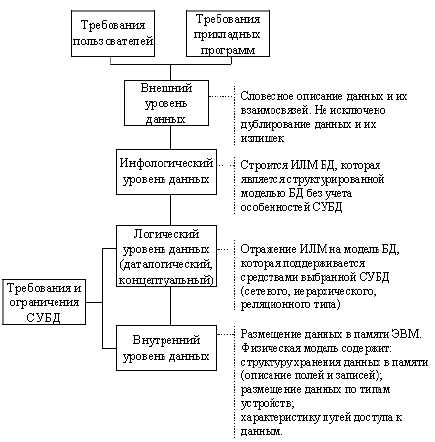 Требования
пользователей
Требования
прикладных
программ
Внешний
уровень
данных
Словесное описание данных и их
взаимосвязей. Не исключено
дублирование данных и их
излишек
Инфологический
уровень данных
Строится ИЛМ БД, которая
является структурированной
моделью БД без учета
особенностей СУБД
Логический
уровень данных
(даталогический,
концептуальный)
Отражение ИЛМ на модель БД,
которая поддерживается
средствами выбранной СУБД
(сетевого, иерархического,
реляционного типа)
Требования и
ограничения
СУБД
Внутренний
уровень данных
Размещение данных в памяти ЭВМ.
Физическая модель содержит:
структуру хранения данных в памяти
(описание полей и записей);
размещение данных по типам
устройств;
характеристику путей доступа к
данным.